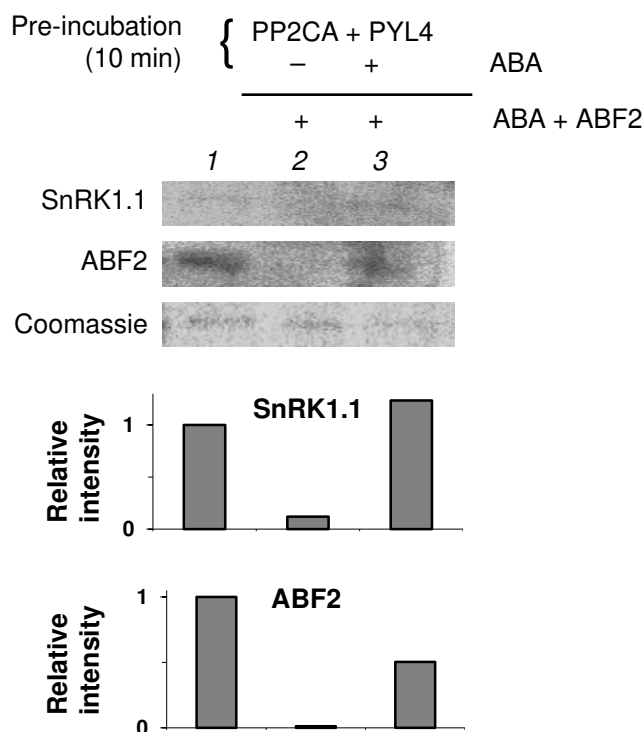 Pre-incubation
(10 min)
{
PP2CA + PYL4
– + ABA
+ + ABA + ABF2
1 2 3
SnRK1.1
ABF2
Coomassie
SnRK1.1
Relative
intensity
1
0
ABF2
Relative
intensity
1
0